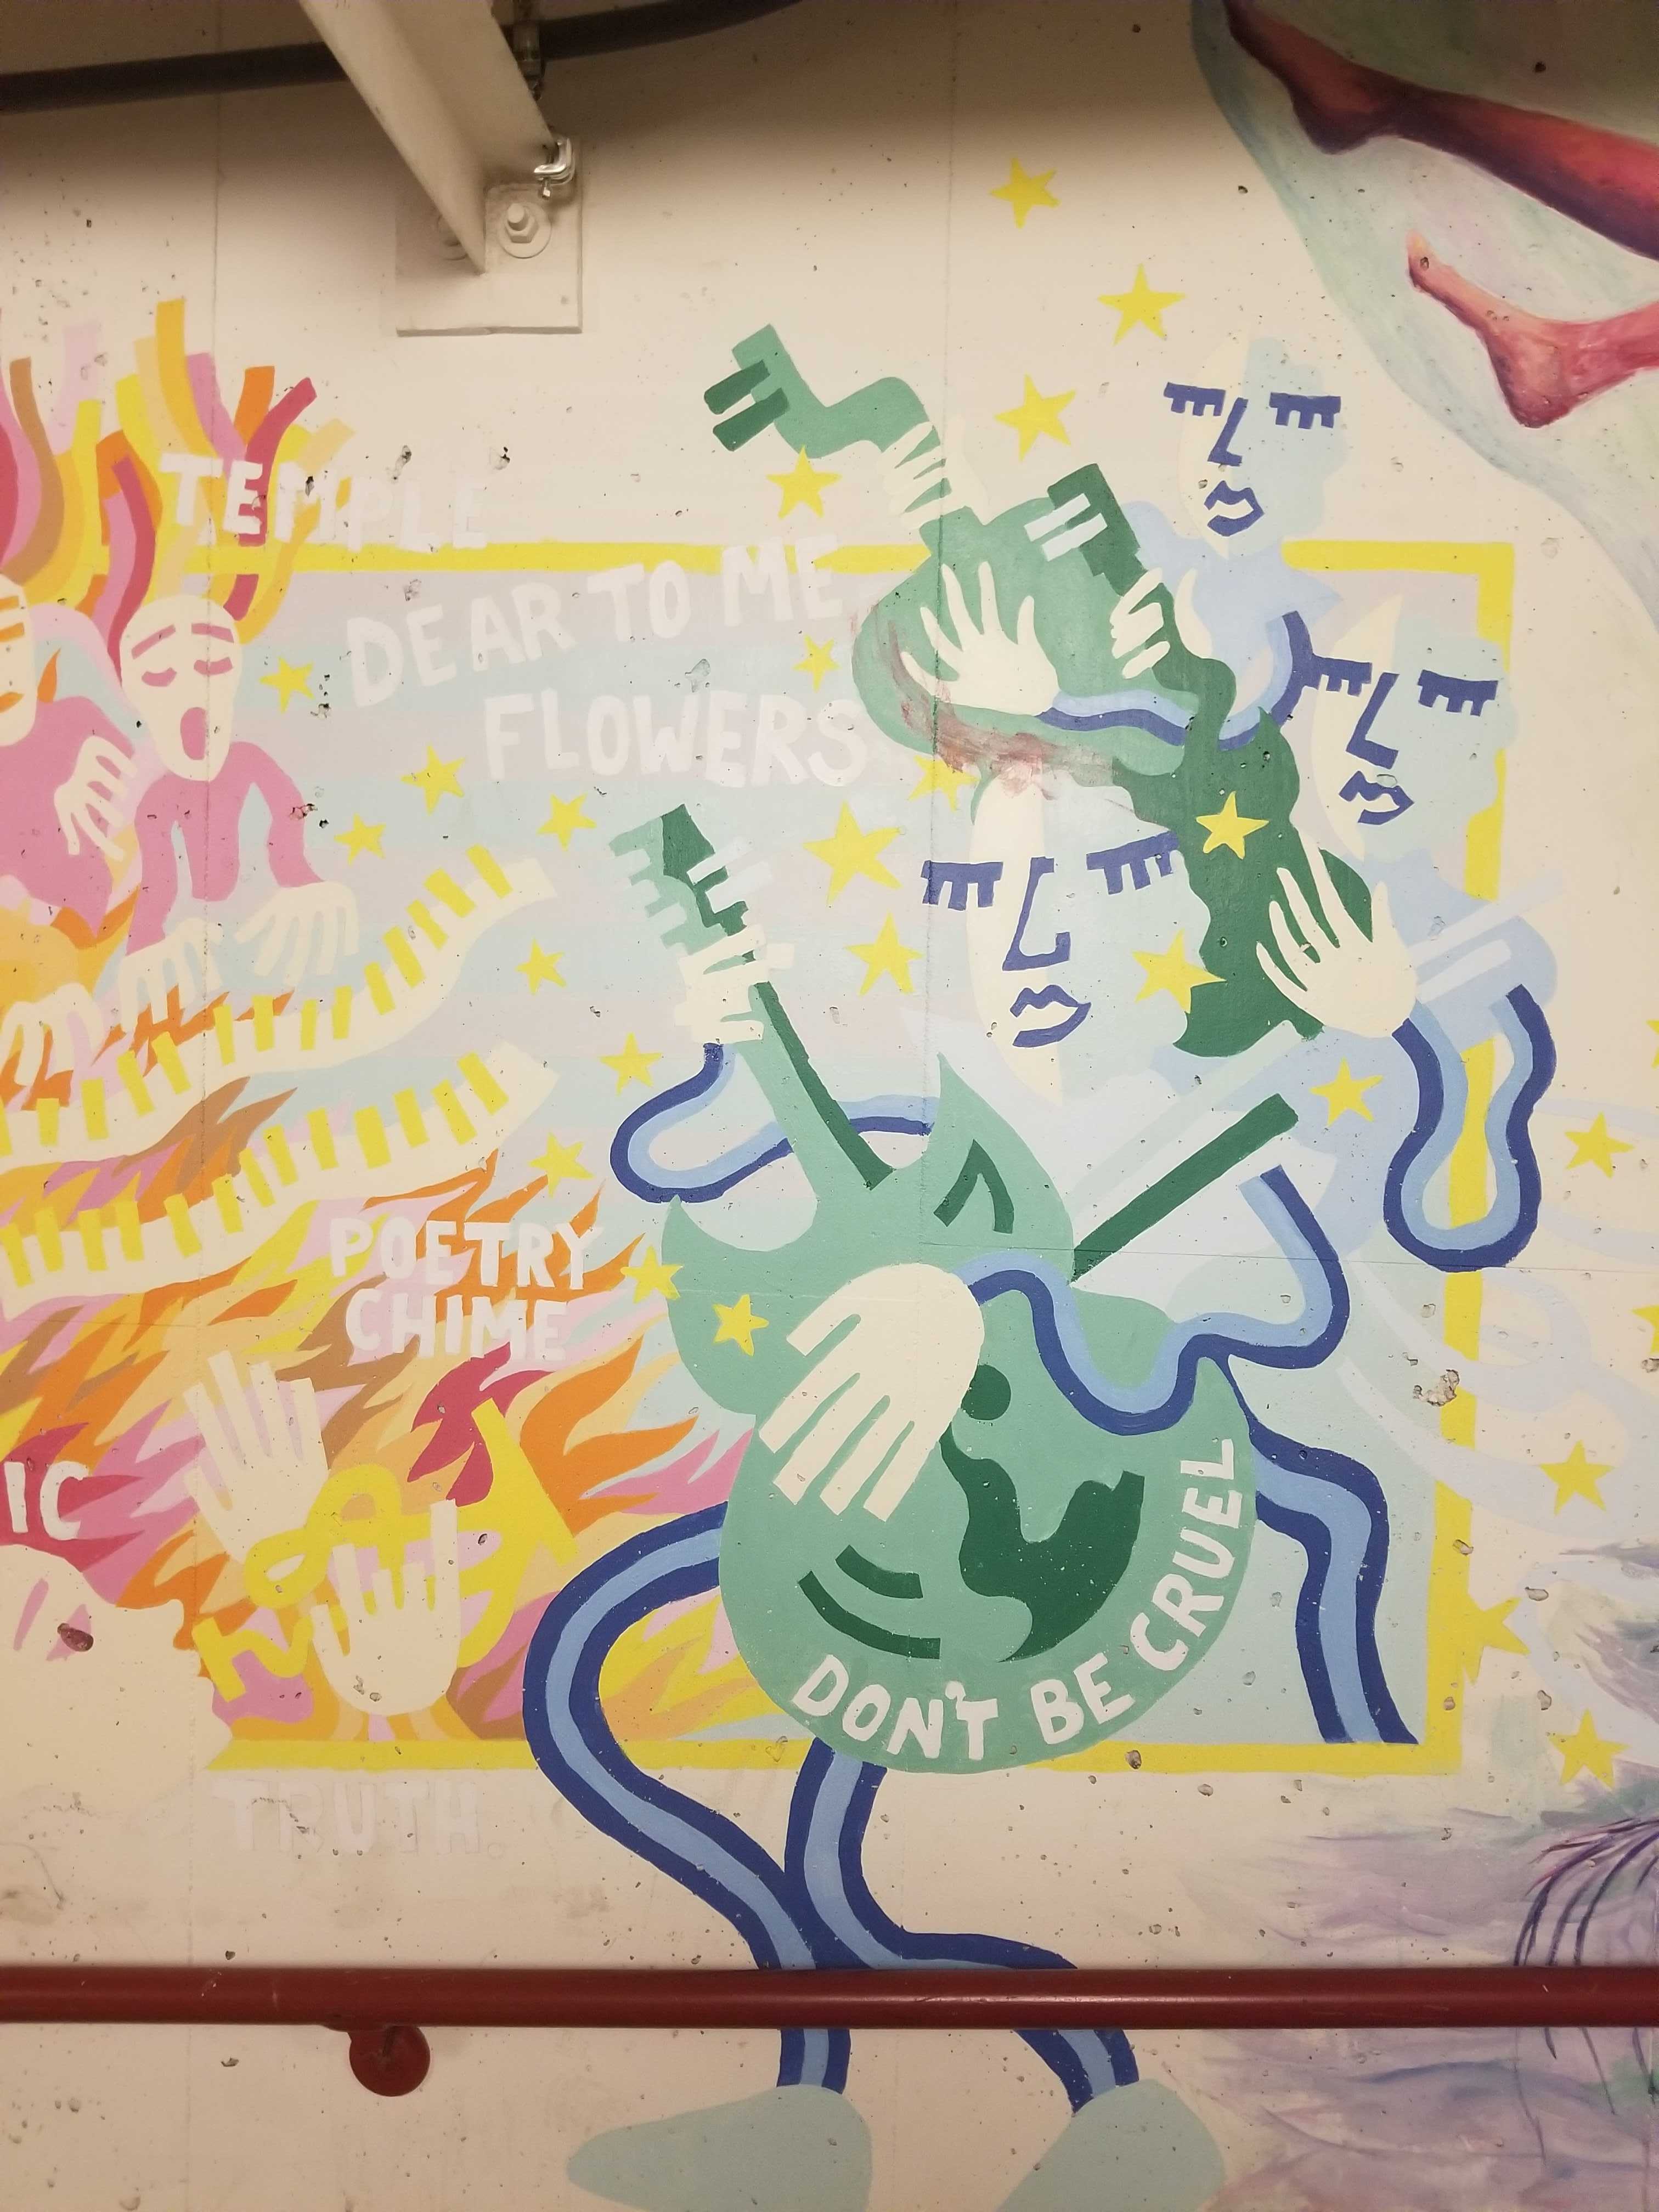 TEMPLE
DEAR TO ME
FLOWERS
POETRY
CHIME
IC
DON'T BE CRUEL
TRUTH.